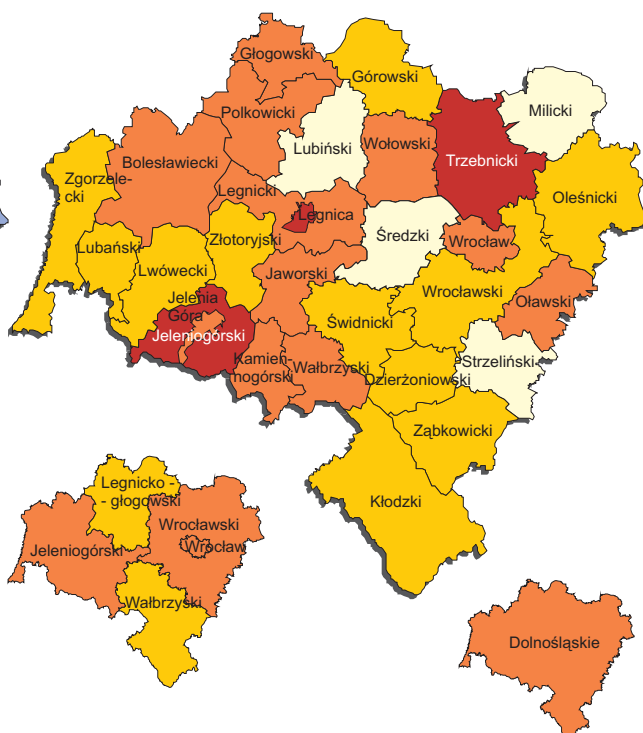 Głogowski
Górowski
Polkowicki
Milicki
Lubiński
Wołowski
Trzebnicki
Bolesławiecki
Zgorzele-
cki
Legnicki
Oleśnicki
Legnica
Złotoryjski
Średzki
Wrocław
Lubański
Lwówecki
Jaworski
Jelenia
Góra
Wrocławski
Oławski
Świdnicki
Jeleniogórski
Kamien-
nogórski
Wałbrzyski
Dzierżoniowski
Strzeliński
Ząbkowicki
Kłodzki
Legnicko -
- głogowski
Wrocławski
Jeleniogórski
Wrocław
Wałbrzyski
Dolnośląskie